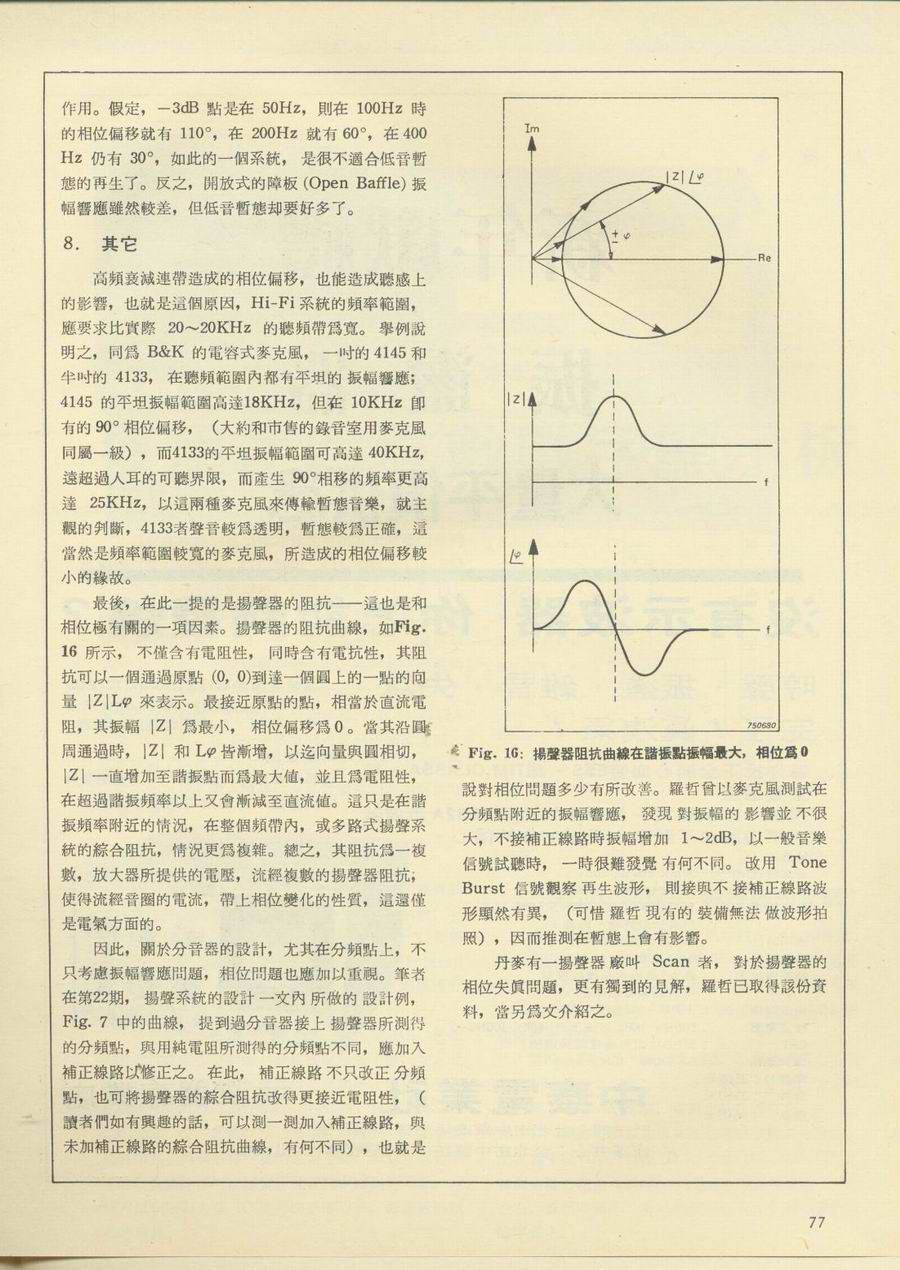 作用。假定，－3dB 點是在 50Hz，則在 100Hz 時
的相位偏移就有 110°，在 200Hz 就有 60°，在 400
Hz 仍有 30°，如此的一個系統， 是很不適合低音暫
態的再生了。反之，開放式的障板 (Open Baffle) 振
幅響應雖然較差，但低音暫態却要好多了。
8． 其它
高頻衰減連帶造成的相位偏移，也能造成聽感上
的影響，也就是這個原因，Hi-Fi 系統的頻率範圍，
應要求比實際 20～20KHz 的聽頻帶爲寬。 舉例說
明之，同爲 B&K 的電容式麥克風， 一吋的 4145 和
半吋的 4133， 在聽頻範圍內都有平坦的 振幅響應；
4145 的平坦振幅範圍高達18KHz，但在 10KHz 卽
有的 90° 相位偏移， （大約和市售的錄音室用麥克風
同屬一級），而4133的平坦振幅範圍可高達 40KHz，
遠超過人耳的可聽界限，而產生 90°相移的頻率更高
達 25KHz，以這兩種麥克風來傳輸暫態音樂，就主
觀的判斷，4133者聲音較爲透明，暫態較爲正確，這
當然是頻率範圍較寬的麥克風，所造成的相位偏移較
小的緣故。
最後，在此一提的是揚聲器的阻抗——這也是和
相位極有關的一項因素。揚聲器的阻抗曲線，如Fig.
16 所示， 不僅含有電阻性， 同時含有電抗性，其阻
抗可以一個通過原點 (0, 0)到達一個圓上的一點的向
量 |Z|Lφ 來表示。最接近原點的點，相當於直流電
阻，其振幅 |Z| 爲最小， 相位偏移爲 0 。當其沿圓
周通過時，|Z| 和 Lφ 皆漸增，以迄向量與圓相切，
|Z| 一直增加至諧振點而爲最大値，並且爲電阻性，
在超過諧振頻率以上又會漸減至直流値。這只是在諧
振頻率附近的情況，在整個頻帶內，或多路式揚聲系
統的綜合阻抗，情況更爲複雜。總之，其阻抗爲一複
數，放大器所提供的電壓，流經複數的揚聲器阻抗，
使得流經音圈的電流，帶上相位變化的性質，這還僅
是電氣方面的。
因此，關於分音器的設計，尤其在分頻點上，不
只考慮振幅響應問題，相位問題也應加以重視。筆者
在第22期， 揚聲系統的設計 一文內 所做的 設計例，
Fig. 7 中的曲線， 提到過分音器接上 揚聲器所測得
的分頻點，與用純電阻所測得的分頻點不同，應加入
補正線路以修正之。 在此， 補正線路 不只改正 分頻
點，也可將揚聲器的綜合阻抗改得更接近電阻性，（
讀者們如有興趣的話，可以測一測加入補正線路，與
未加補正線路的綜合阻抗曲線，有何不同），也就是
Im
|Z| ∠φ
± φ
Re
|Z|
f
∠φ
f
750680
Fig. 16： 揚聲器阻抗曲線在諧振點振幅最大，相位爲 0
說對相位問題多少有所改善。羅哲曾以麥克風測試在
分頻點附近的振幅響應， 發現 對振幅的 影響並 不很
大，不接補正線路時振幅增加 1～2dB，以一般音樂
信號試聽時， 一時很難發覺 有何不同。 改用 Tone
Burst 信號觀察 再生波形， 則接與不 接補正線路波
形顯然有異， （可惜 羅哲 現有的 裝備無法 做波形拍
照），因而推測在暫態上會有影響。
丹麥有一揚聲器 廠叫 Scan 者， 對於揚聲器的
相位失眞問題，更有獨到的見解，羅哲已取得該份資
料，當另爲文介紹之。
77